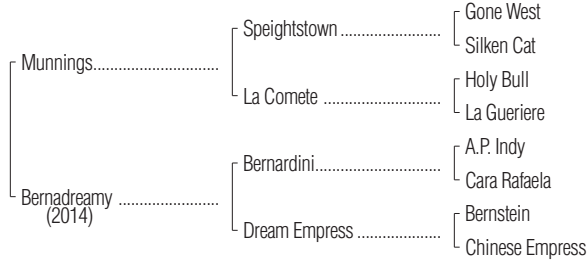 Gone West
Speightstown
Silken Cat
Munnings
Holy Bull
La Comete
La Gueriere
A.P. Indy
Bernardini
Cara Rafaela
Bernadreamy
(2014)
Bernstein
Dream Empress
Chinese Empress